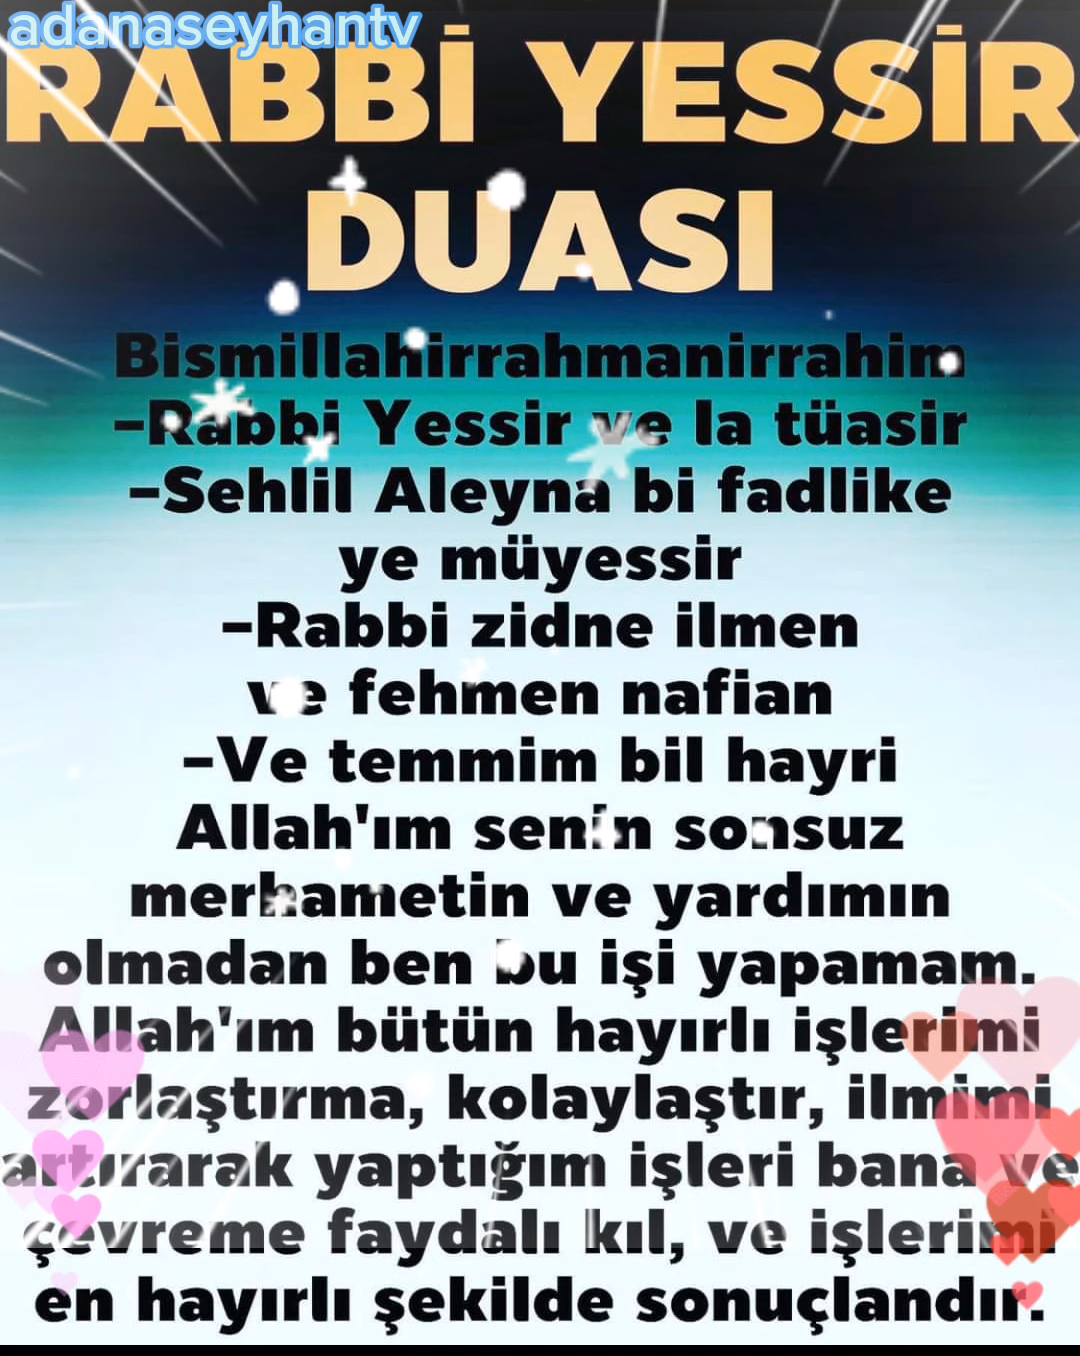 adanaseyhantv
RABBİ YESSİR
DUASI
Bismillahirrahmanirrahim
-Rabbi Yessir ve la tüasir
-Sehlil Aleyna bi fadlike
ye müyessir
-Rabbi zidne ilmen
ve fehmen nafian
-Ve temmim bil hayri
Allah'ım senin sonsuz
merhametin ve yardımın
olmadan ben bu işi yapamam.
Allah'ım bütün hayırlı işlerimi
zorlaştırma, kolaylaştır, ilmimi
artırarak yaptığım işleri bana ve
çevreme faydalı kıl, ve işlerimi
en hayırlı şekilde sonuçlandır.